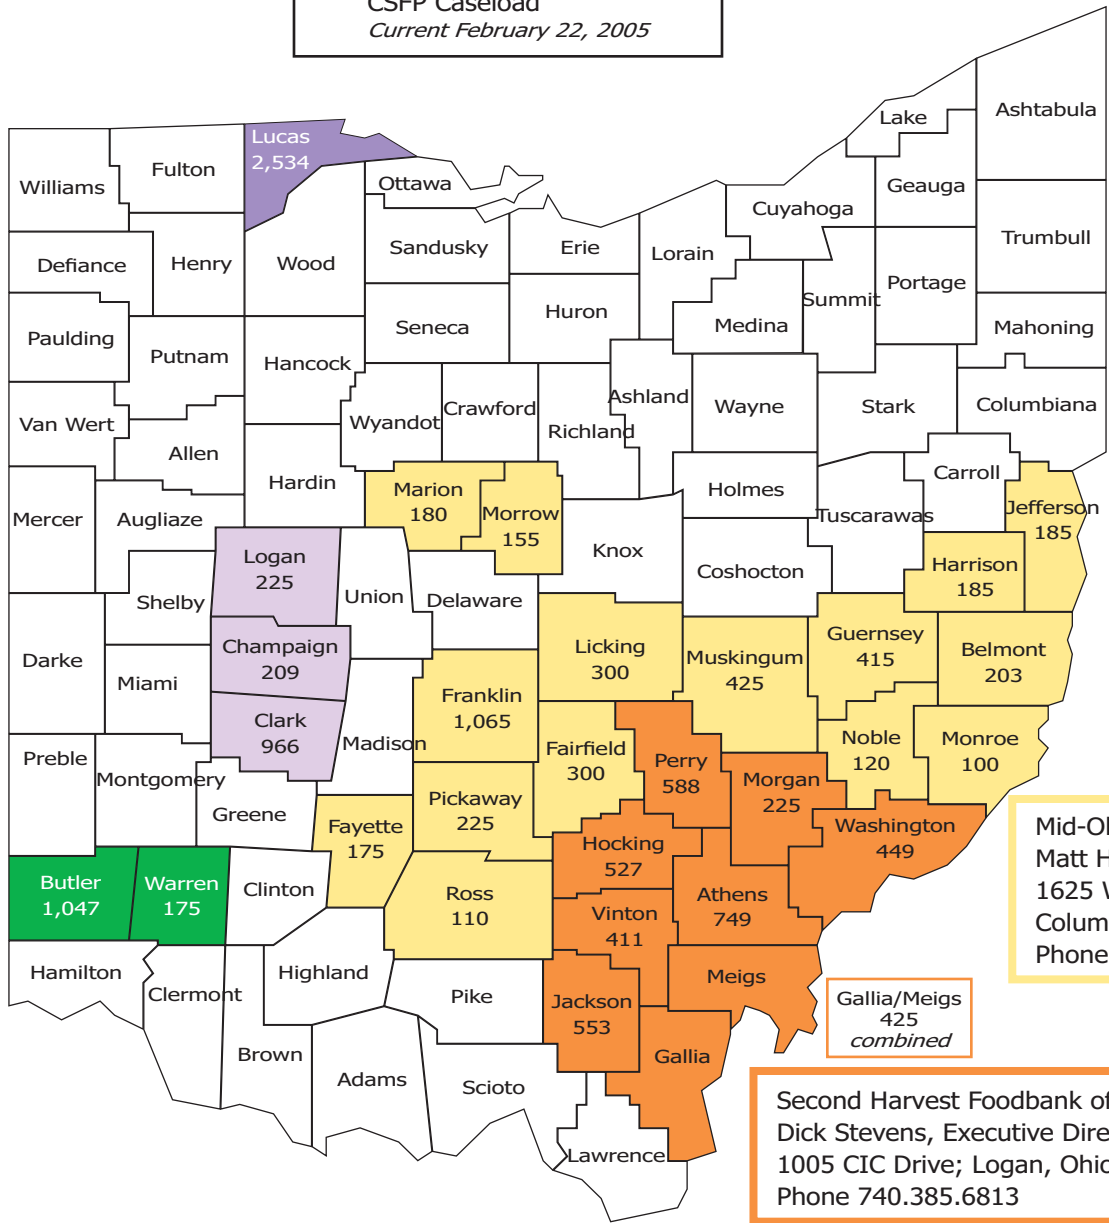 CSFP Caseload
Current February 22, 2005
Lake
Ashtabula
Lucas
2,534
Fulton
Williams
Ottawa
Geauga
Cuyahoga
Trumbull
Defiance
Henry
Wood
Sandusky
Erie
Lorain
Portage
Summit
Paulding
Putnam
Hancock
Seneca
Huron
Medina
Mahoning
Van Wert
Allen
Wyandot
Crawford
Richland
Ashland
Wayne
Stark
Columbiana
Hardin
Marion
180
Morrow
155
Holmes
Carroll
Jefferson
185
Mercer
Augliaze
Tuscarawas
Logan
225
Knox
Coshocton
Harrison
185
Shelby
Union
Delaware
Darke
Champaign
209
Licking
300
Muskingum
425
Guernsey
415
Belmont
203
Miami
Franklin
1,065
Clark
966
Madison
Fairfield
300
Perry
588
Morgan
225
Noble
120
Monroe
100
Preble
Montgomery
Greene
Fayette
175
Pickaway
225
Hocking
527
Washington
449
Butler
1,047
Warren
175
Clinton
Ross
110
Vinton
411
Athens
749
Mid-Oh
Matt H
1625 W
Colum
Phone
Hamilton
Clermont
Highland
Pike
Jackson
553
Meigs
Gallia/Meigs
425
combined
Brown
Adams
Scioto
Gallia
Lawrence
Second Harvest Foodbank of
Dick Stevens, Executive Dire
1005 CIC Drive; Logan, Ohio
Phone 740.385.6813